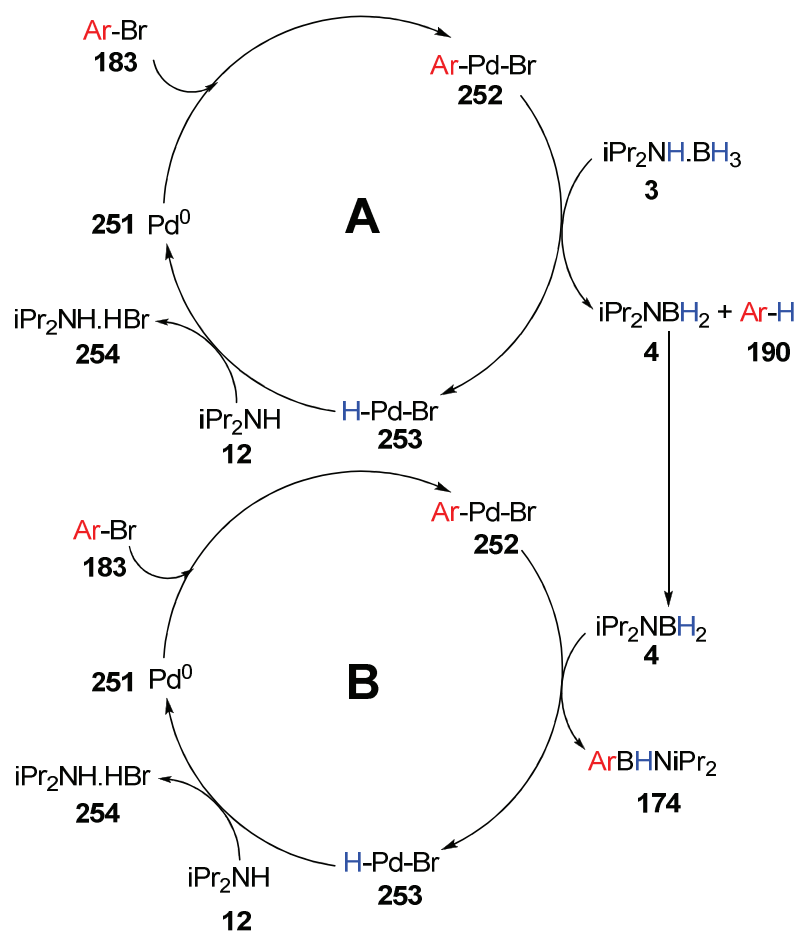 Ar-Br
183
Ar-Pd-Br
252
iPr₂NH.BH₃
3
A
251 Pd⁰
iPr₂NH.HBr
254
iPr₂NBH₂ + Ar-H
4 190
iPr₂NH
12
H-Pd-Br
253
Ar-Br
183
Ar-Pd-Br
252
iPr₂NBH₂
4
B
251 Pd⁰
ArBHNiPr₂
174
iPr₂NH.HBr
254
iPr₂NH
12
H-Pd-Br
253